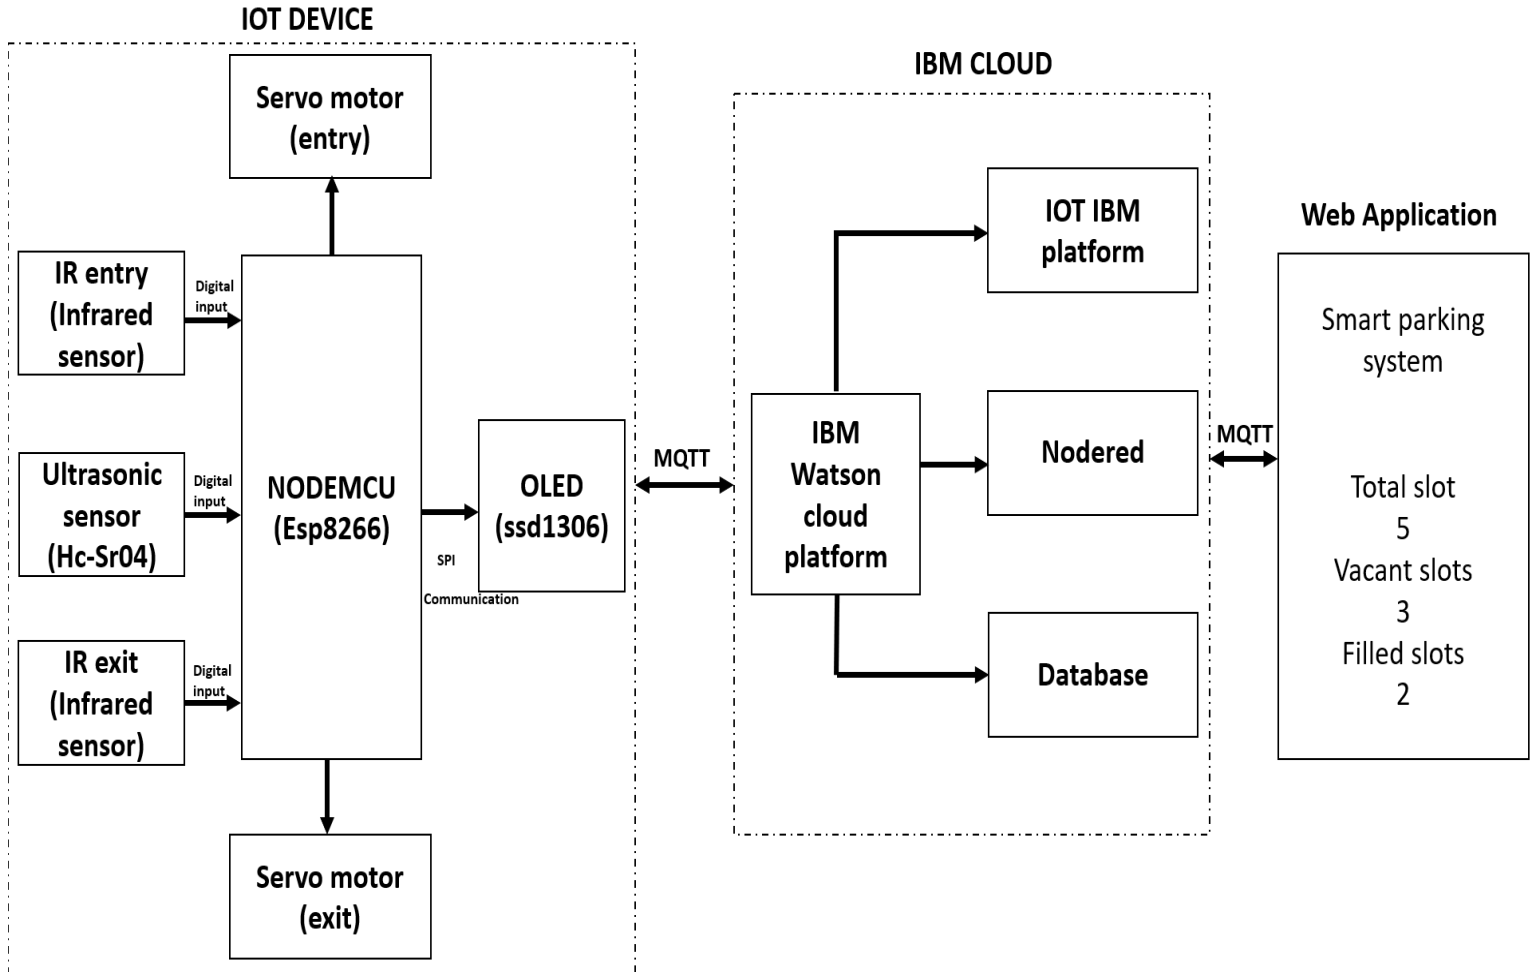 IOT DEVICE
Servo motor
(entry)
IR entry
(Infrared
sensor)
Digital
input
Ultrasonic
sensor
(Hc-Sr04)
Digital
input
IR exit
(Infrared
sensor)
Digital
input
NODEMCU
(Esp8266)
SPI
Communication
OLED
(ssd1306)
Servo motor
(exit)
MQTT
IBM CLOUD
IBM
Watson
cloud
platform
IOT IBM
platform
Nodered
Database
MQTT
Web Application
Smart parking
system
Total slot
5
Vacant slots
3
Filled slots
2